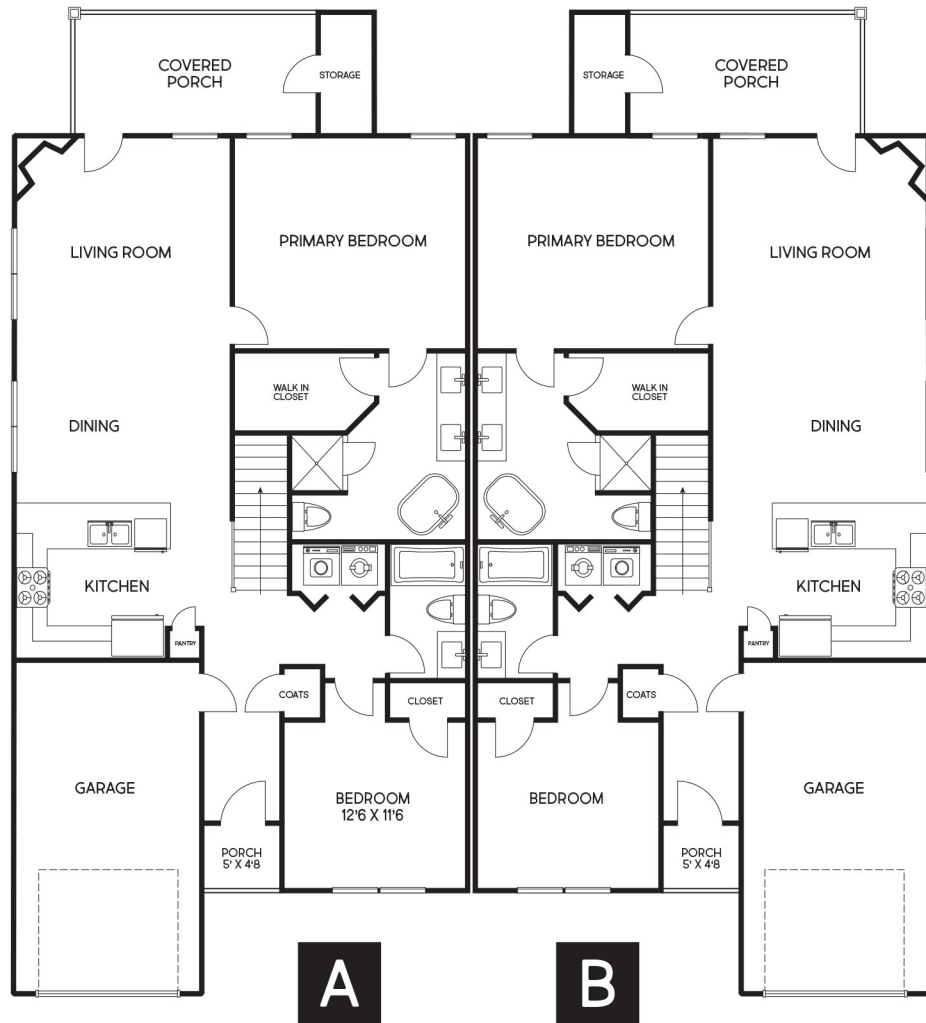 COVERED
PORCH
STORAGE
STORAGE
COVERED
PORCH
LIVING ROOM
PRIMARY BEDROOM
PRIMARY BEDROOM
LIVING ROOM
WALK IN
CLOSET
WALK IN
CLOSET
DINING
DINING
KITCHEN
KITCHEN
PANTRY
PANTRY
COATS
CLOSET
CLOSET
COATS
GARAGE
BEDROOM
12'6 X 11'6
BEDROOM
GARAGE
PORCH
5' X 4'8
PORCH
5' X 4'8
A
B